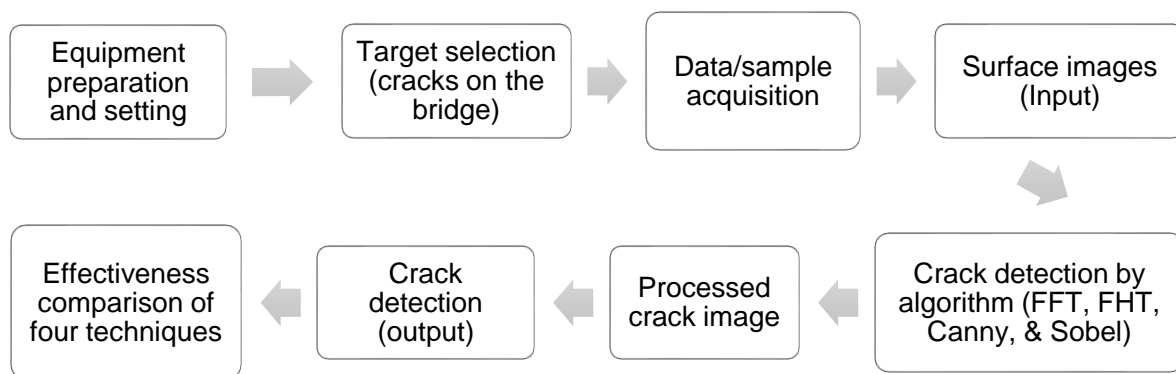 Equipment
preparation
and setting
Target selection
(cracks on the
bridge)
Data/sample
acquisition
Surface images
(Input)
Crack detection by
algorithm (FFT, FHT,
Canny, & Sobel)
Processed
crack image
Crack
detection
(output)
Effectiveness
comparison of
four techniques